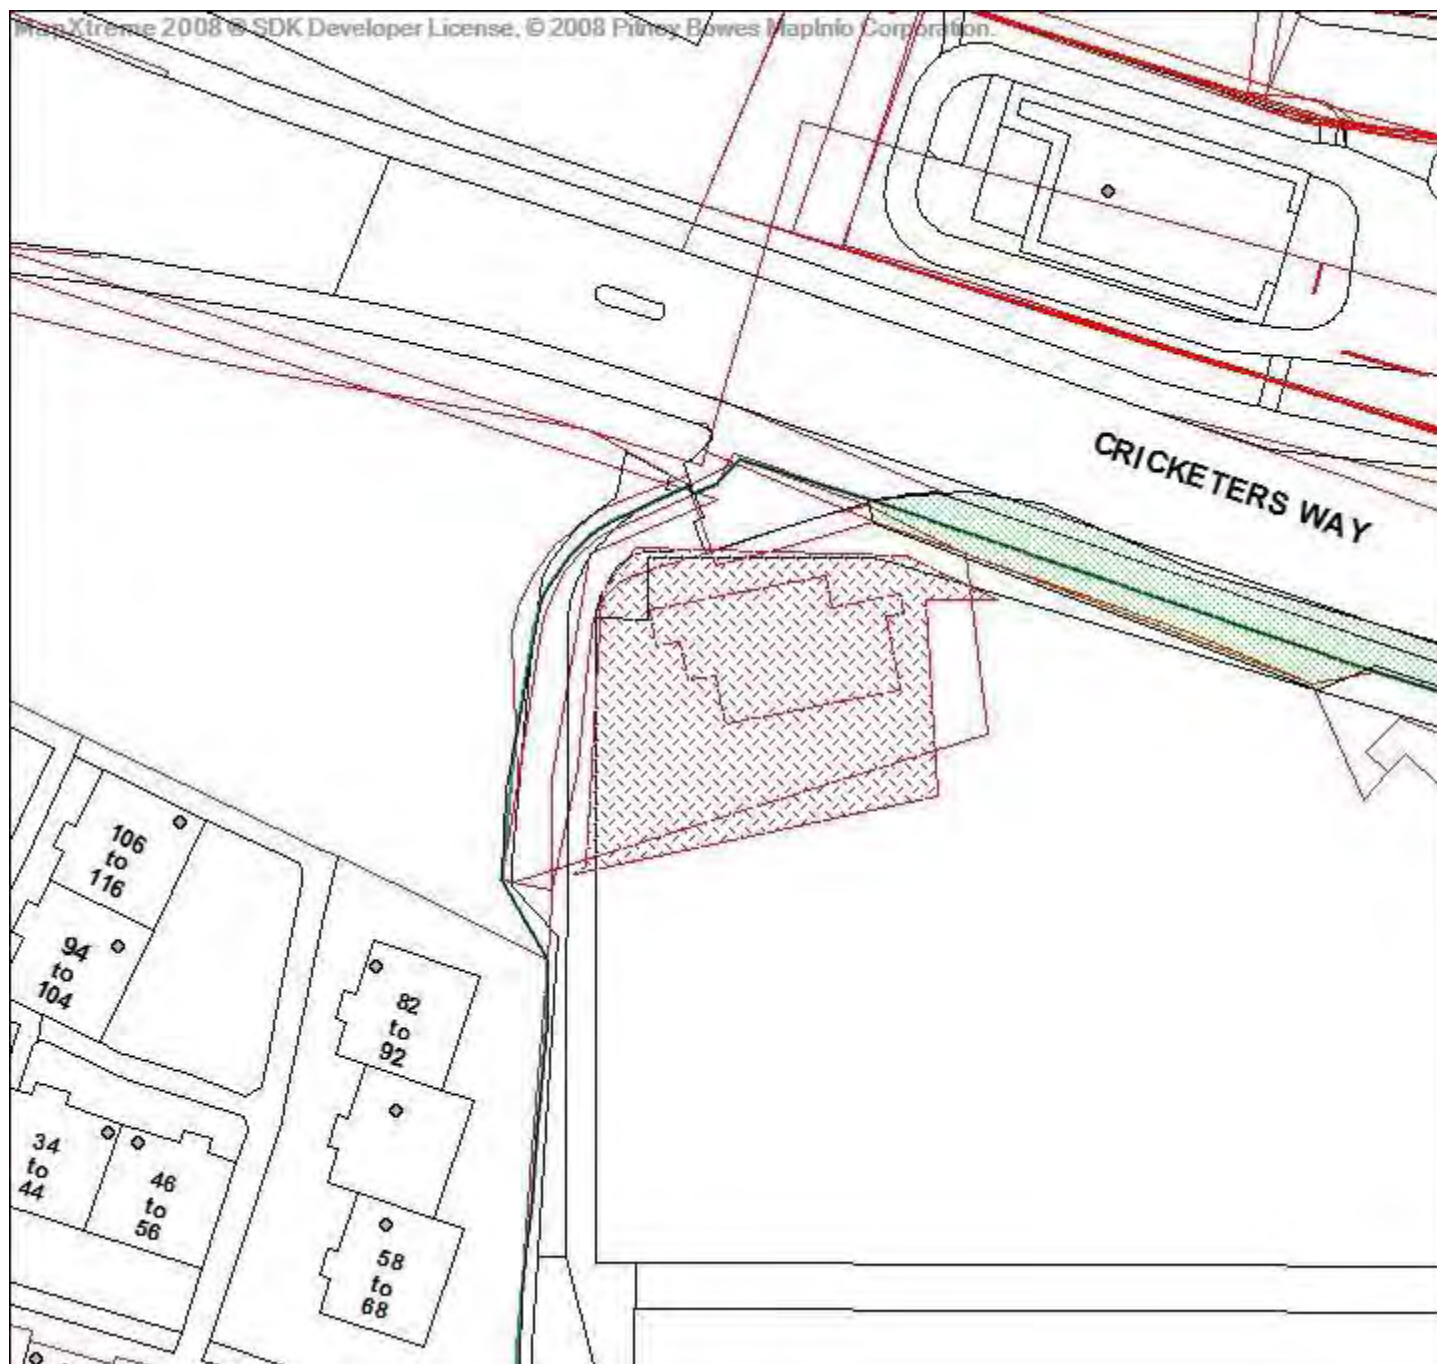 MapXtreme 2008 ® SDK Developer License, © 2008 Pitney Bowes MapInfo Corporation.
CRICKETERS WAY
106
to
116
94
to
104
82
to
92
34
to
44
46
to
56
58
to
68